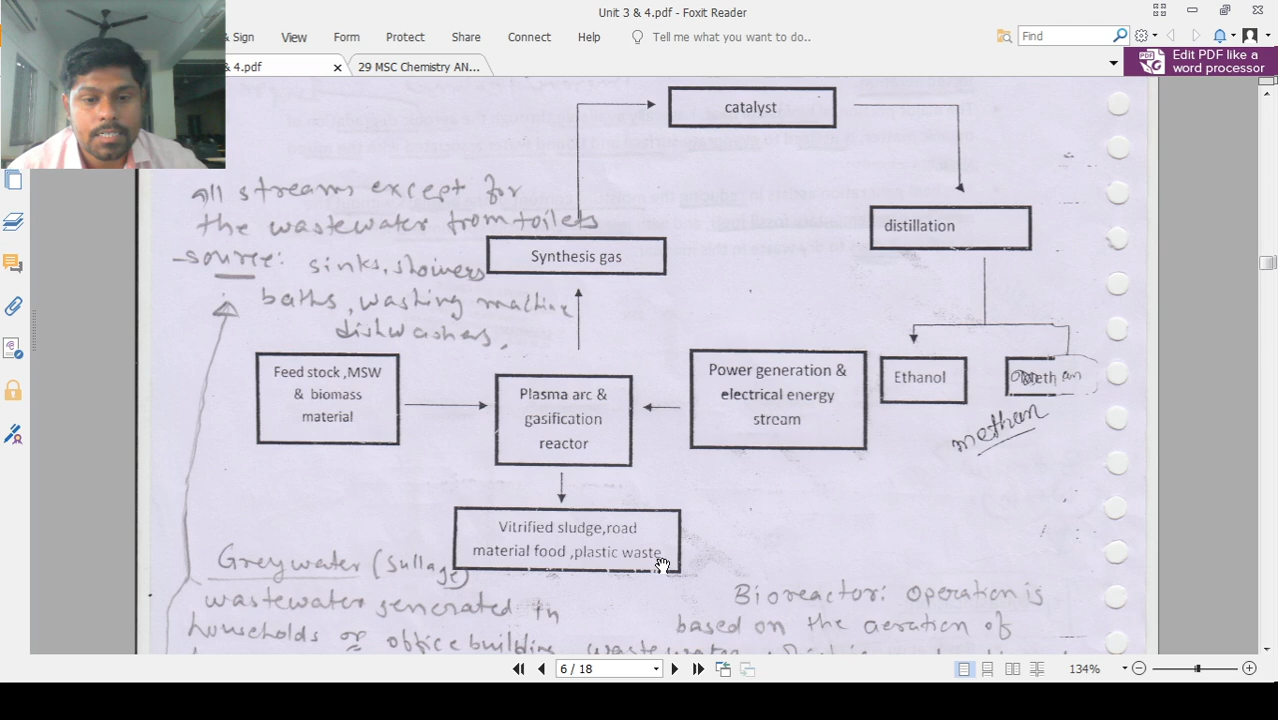 Unit 3 & 4.pdf - Foxit Reader
& Sign View Form Protect Share Connect Help Tell me what you want to do.. Find
& 4.pdf x 29 MSC Chemistry AN... Edit PDF like a
word processor
catalyst
distillation
All streams except for
the wastewater from toilets
source: sinks, showers
baths, washing machine
dishwashers.
Synthesis gas
Feed stock ,MSW
& biomass
material
Plasma arc &
gasification
reactor
Power generation &
electrical energy
stream
Ethanol
methan
Vitrified sludge,road
material food ,plastic waste
Greywater (Sullage)
wastewater generated in
households or office building
Bioreactor: operation is
based on the aeration of
wastewater
6 / 18
134%